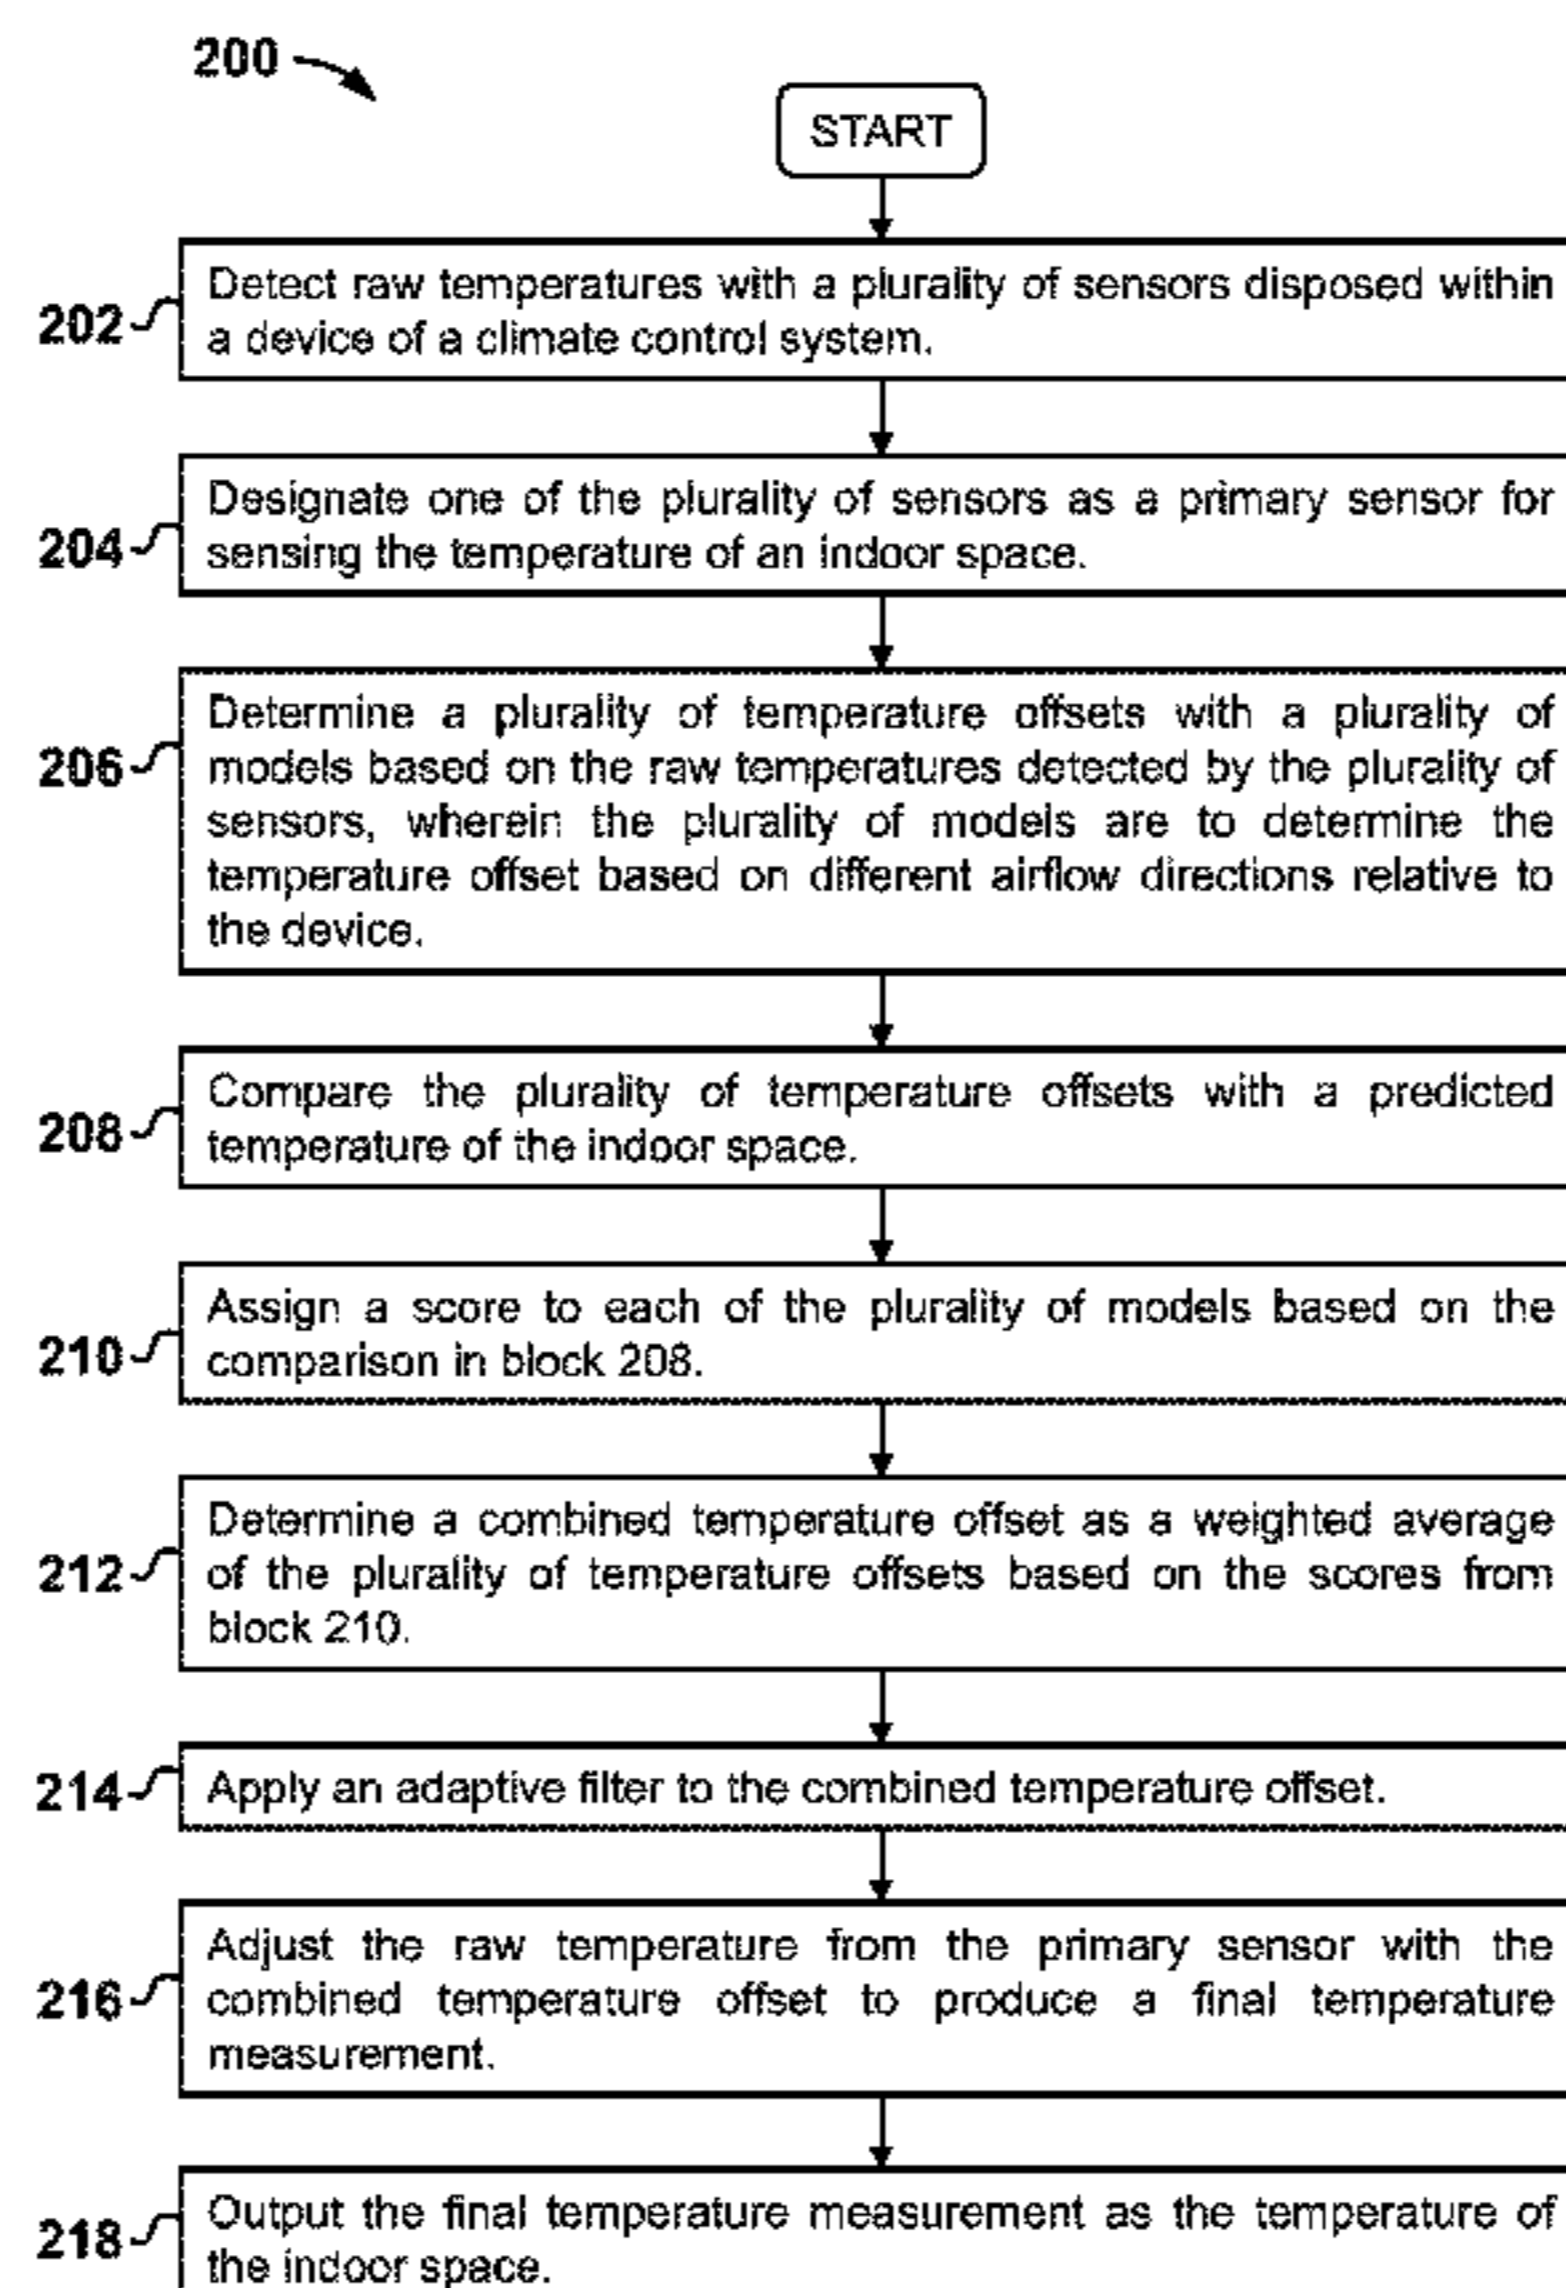 200
START
202
Detect raw temperatures with a plurality of sensors disposed within
a device of a climate control system.
204
Designate one of the plurality of sensors as a primary sensor for
sensing the temperature of an indoor space.
206
Determine a plurality of temperature offsets with a plurality of
models based on the raw temperatures detected by the plurality of
sensors, wherein the plurality of models are to determine the
temperature offset based on different airflow directions relative to
the device.
208
Compare the plurality of temperature offsets with a predicted
temperature of the indoor space.
210
Assign a score to each of the plurality of models based on the
comparison in block 208.
212
Determine a combined temperature offset as a weighted average
of the plurality of temperature offsets based on the scores from
block 210.
214
Apply an adaptive filter to the combined temperature offset.
216
Adjust the raw temperature from the primary sensor with the
combined temperature offset to produce a final temperature
measurement.
218
Output the final temperature measurement as the temperature of
the indoor space.